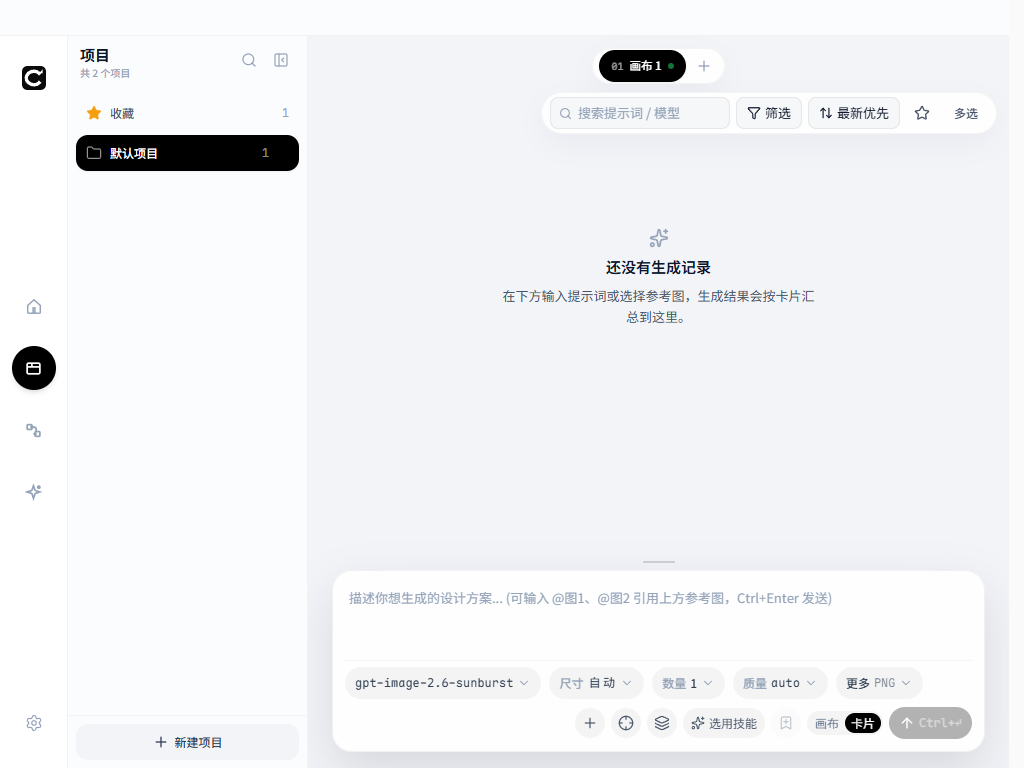 项目
共 2 个项目
收藏 1
默认项目 1
新建项目
01 画布 1
搜索提示词 / 模型
筛选
最新优先
多选
还没有生成记录
在下方输入提示词或选择参考图，生成结果会按卡片汇
总到这里。
描述你想生成的设计方案... (可输入 @图1、@图2 引用上方参考图，Ctrl+Enter 发送)
gpt-image-2.6-sunburst 尺寸 自动 数量 1 质量 auto 更多 PNG
选用技能 画布 卡片 Ctrl+↵